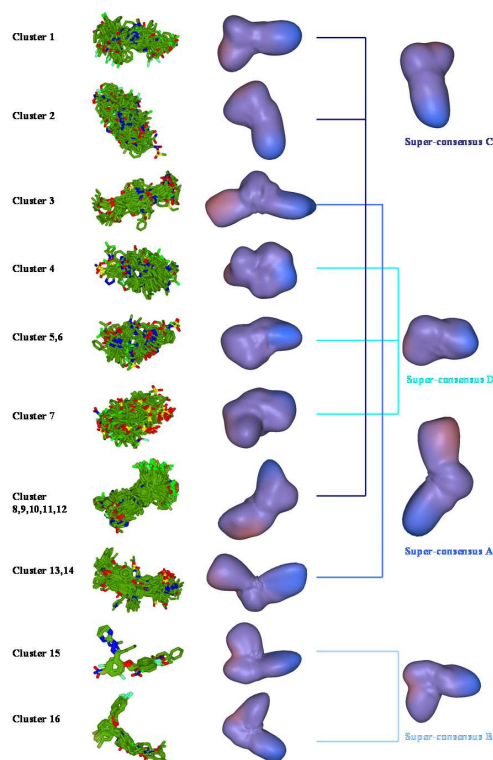 Cluster 1
Super-consensus C
Cluster 2
Cluster 3
Cluster 4
Cluster 5,6
Super-consensus D
Cluster 7
Cluster
8,9,10,11,12
Super-consensus A
Cluster 13,14
Cluster 15
Cluster 16
Super-consensus B